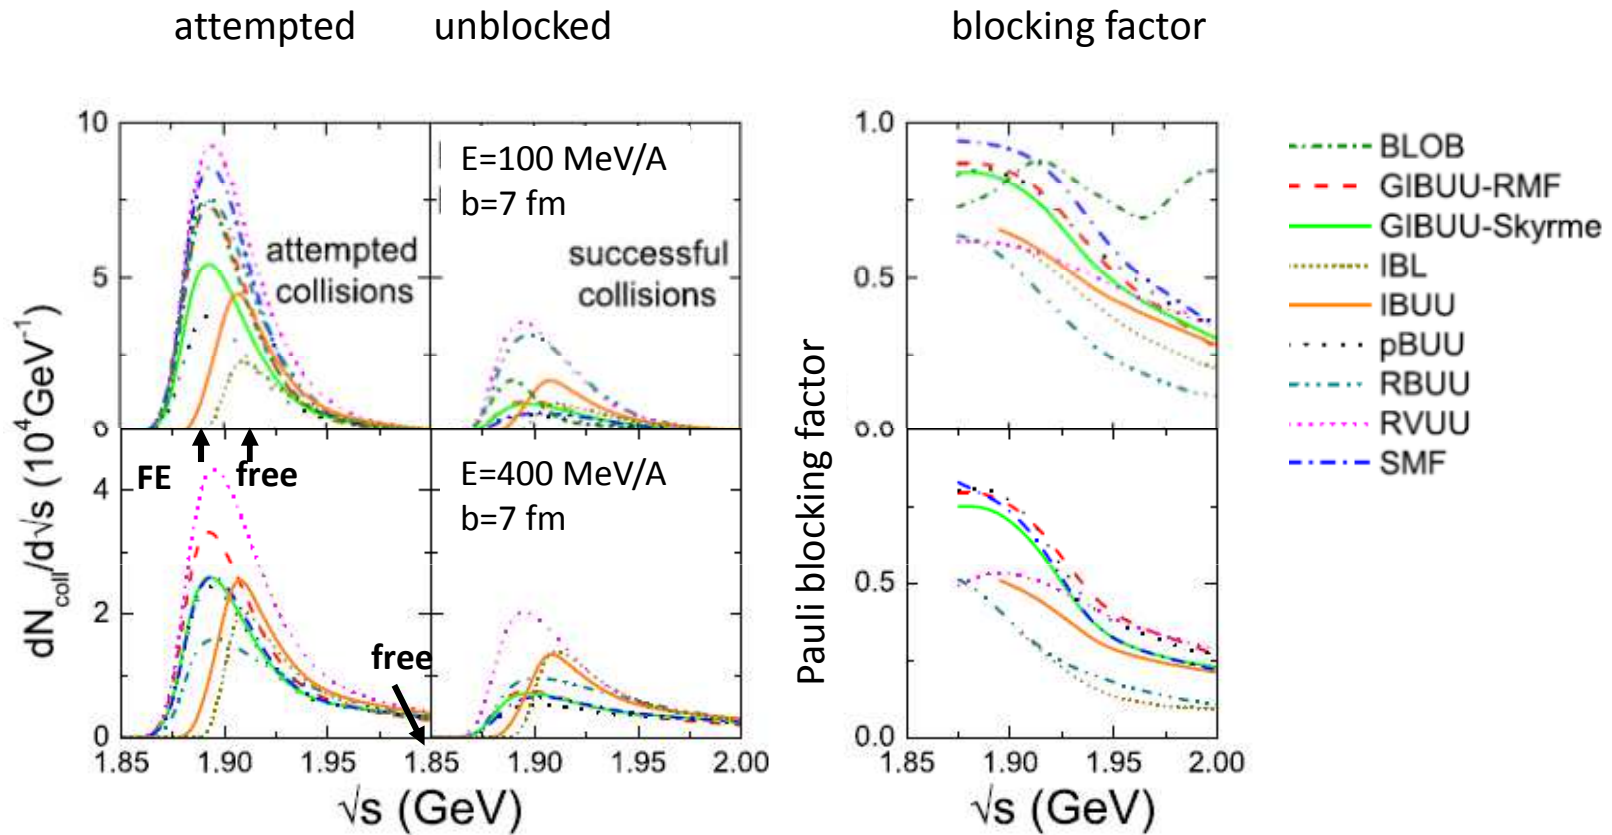 attempted unblocked blocking factor
10
5
0
E=100 MeV/A
b=7 fm
attempted
collisions
successful
collisions
1.0
0.5
0.0
BLOB
GIBUU-RMF
GIBUU-Skyrme
IBL
IBUU
pBUU
RBUU
RVUU
SMF
dN_coll/d√s (10^4 GeV^-1)
FE free
4
2
0
E=400 MeV/A
b=7 fm
free
Pauli blocking factor
0.5
0.0
1.85 1.90 1.95 1.85 1.90 1.95 2.00
1.85 1.90 1.95 2.00
√s (GeV) √s (GeV)